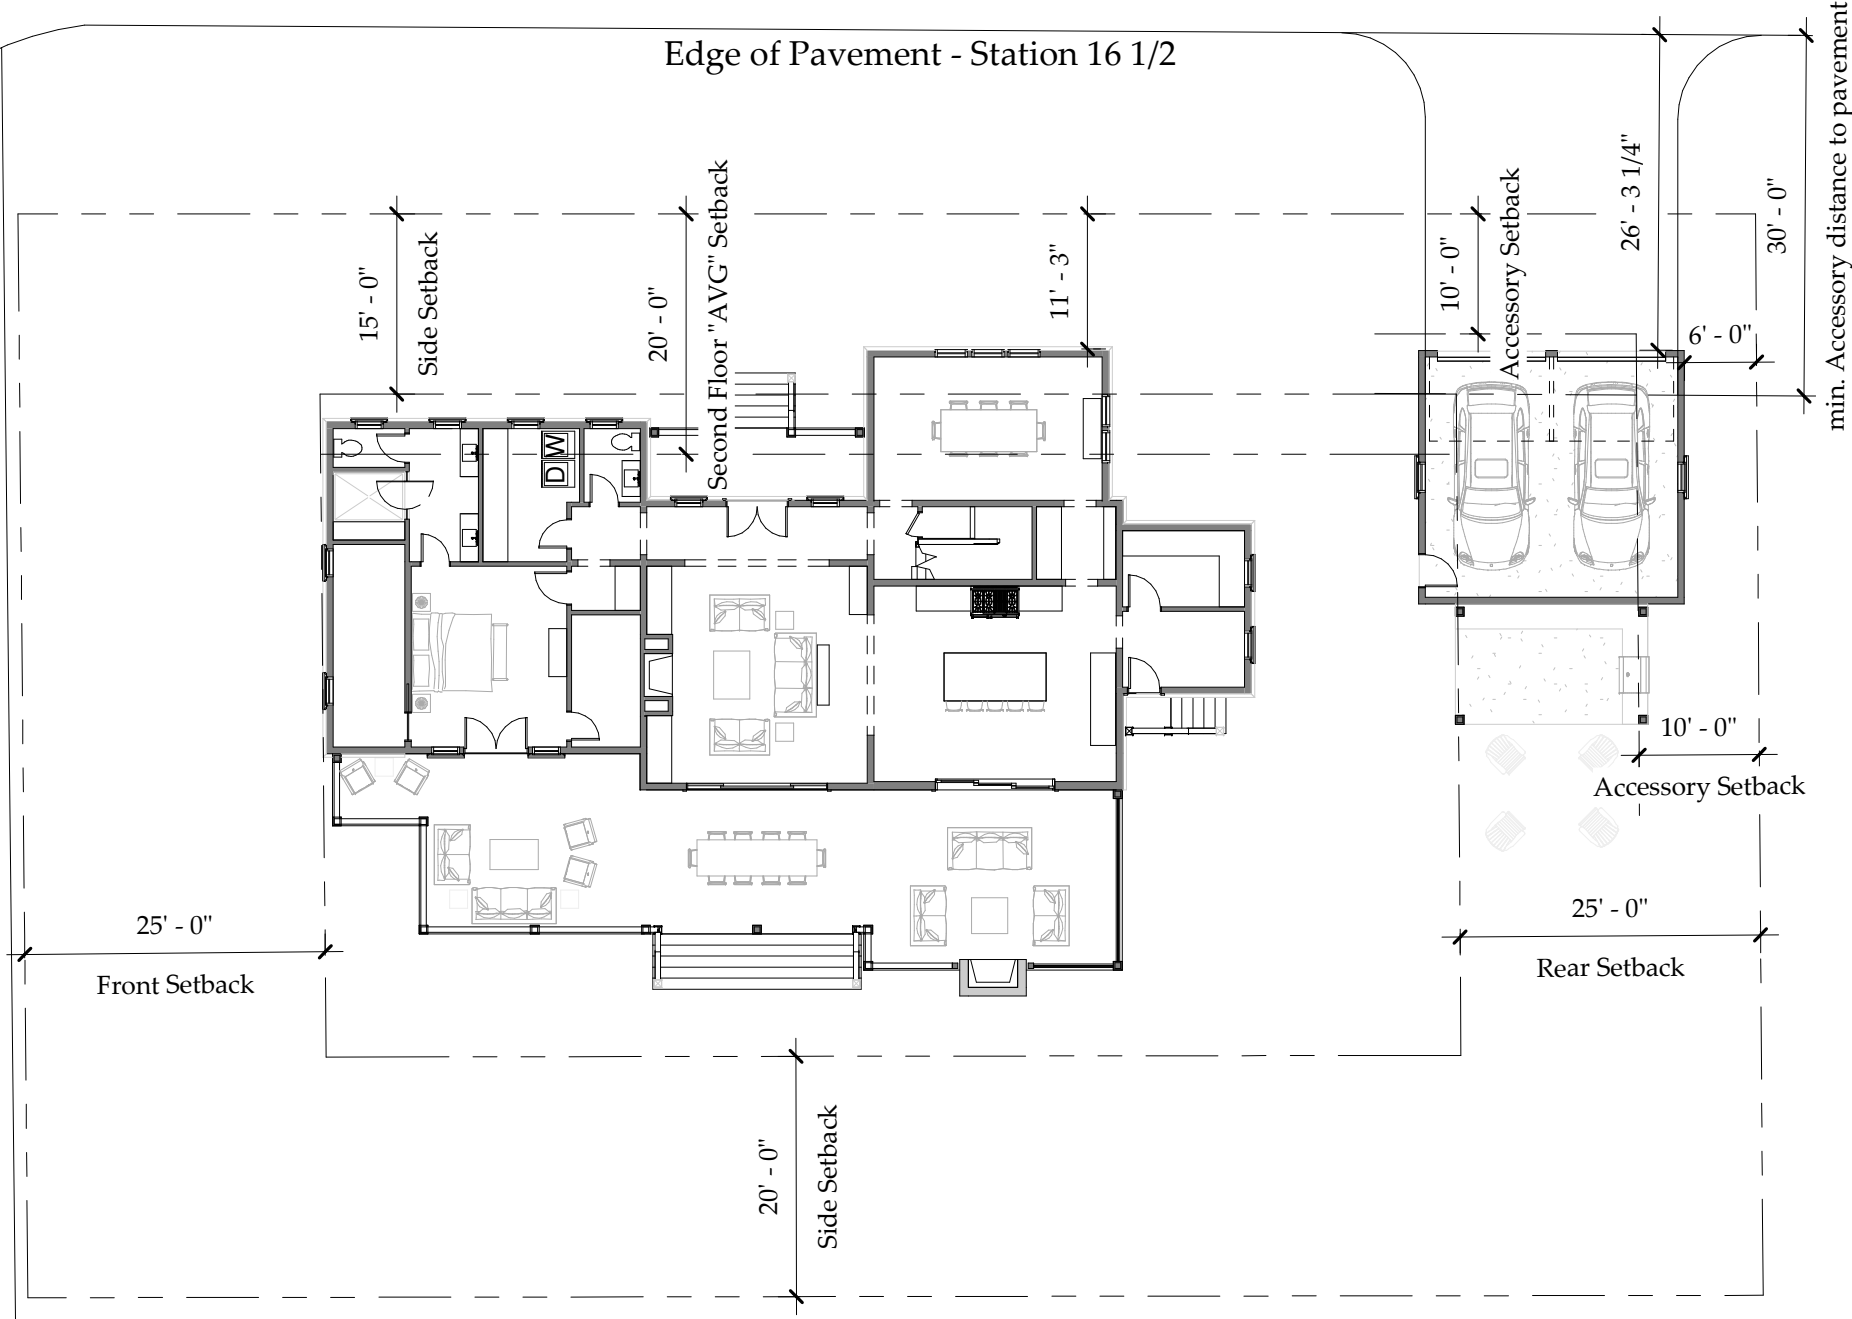 Edge of Pavement - Station 16 1/2
min. Accessory distance to pavement
26' - 3 1/4"
30' - 0"
15' - 0"
Side Setback
20' - 0"
Second Floor "AVG" Setback
11' - 3"
10' - 0"
Accessory Setback
6' - 0"
D W
10' - 0"
Accessory Setback
25' - 0"
Front Setback
25' - 0"
Rear Setback
20' - 0"
Side Setback